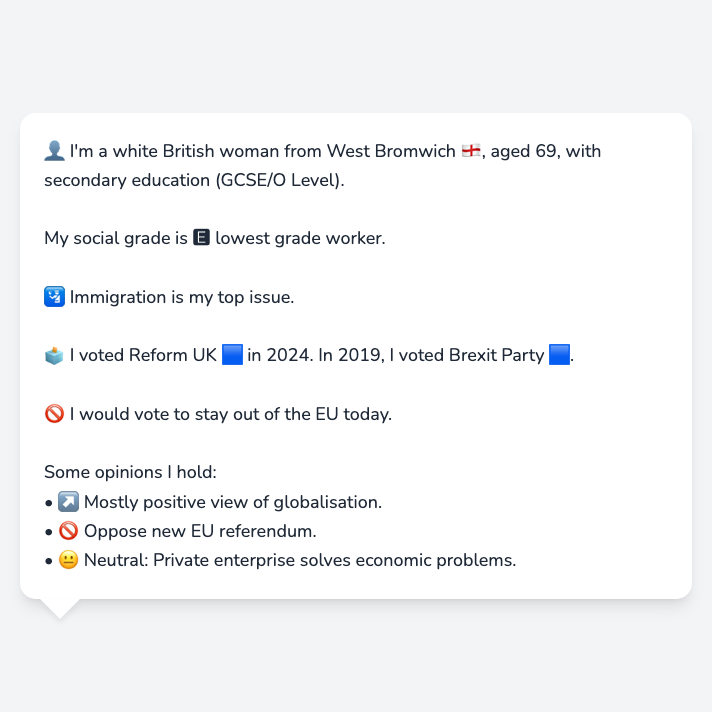 👤 I'm a white British woman from West Bromwich 🏴󠁧󠁢󠁥󠁮󠁧󠁿, aged 69, with
secondary education (GCSE/O Level).
My social grade is 🅴 lowest grade worker.
🛂 Immigration is my top issue.
🗳️ I voted Reform UK 🟦 in 2024. In 2019, I voted Brexit Party 🟦.
🚫 I would vote to stay out of the EU today.
Some opinions I hold:
• ↗️ Mostly positive view of globalisation.
• 🚫 Oppose new EU referendum.
• 😐 Neutral: Private enterprise solves economic problems.